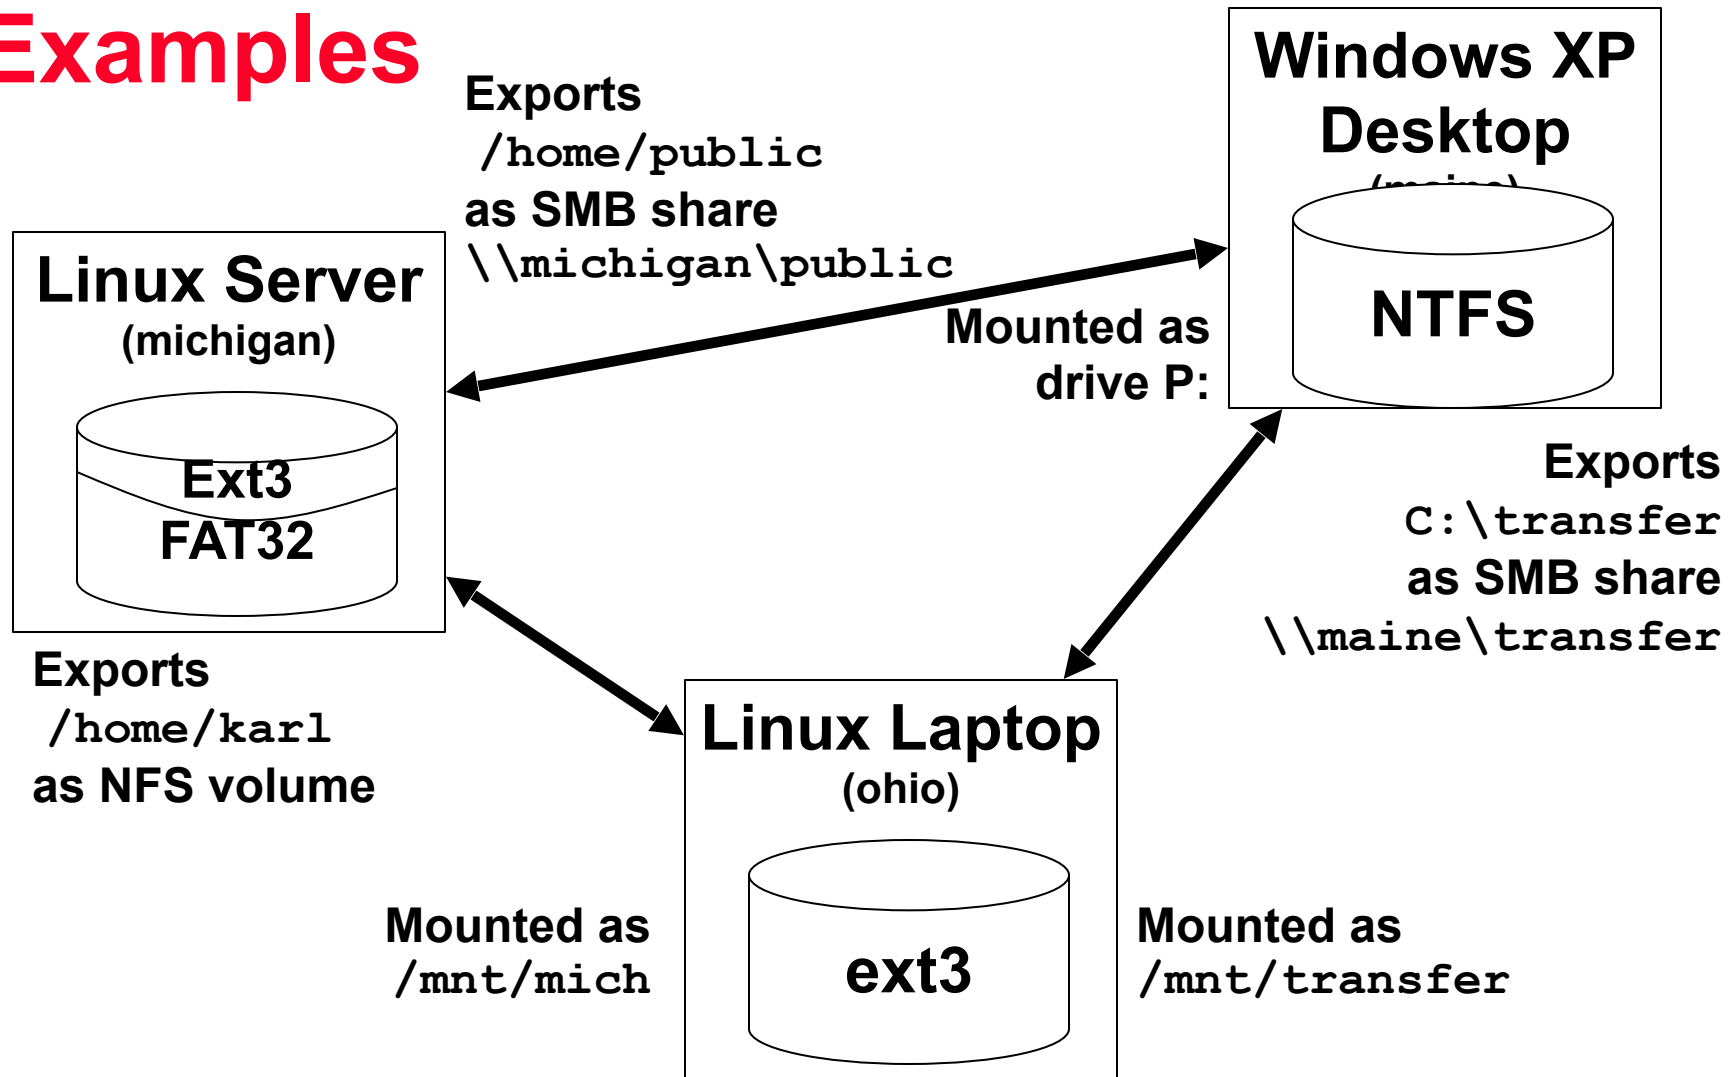 Examples
Exports
/home/public
as SMB share
\\michigan\public
Windows XP
Desktop
(maine)
NTFS
Linux Server
(michigan)
Ext3
FAT32
Mounted as
drive P:
Exports
C:\transfer
as SMB share
\\maine\transfer
Exports
/home/karl
as NFS volume
Linux Laptop
(ohio)
ext3
Mounted as
/mnt/mich
Mounted as
/mnt/transfer